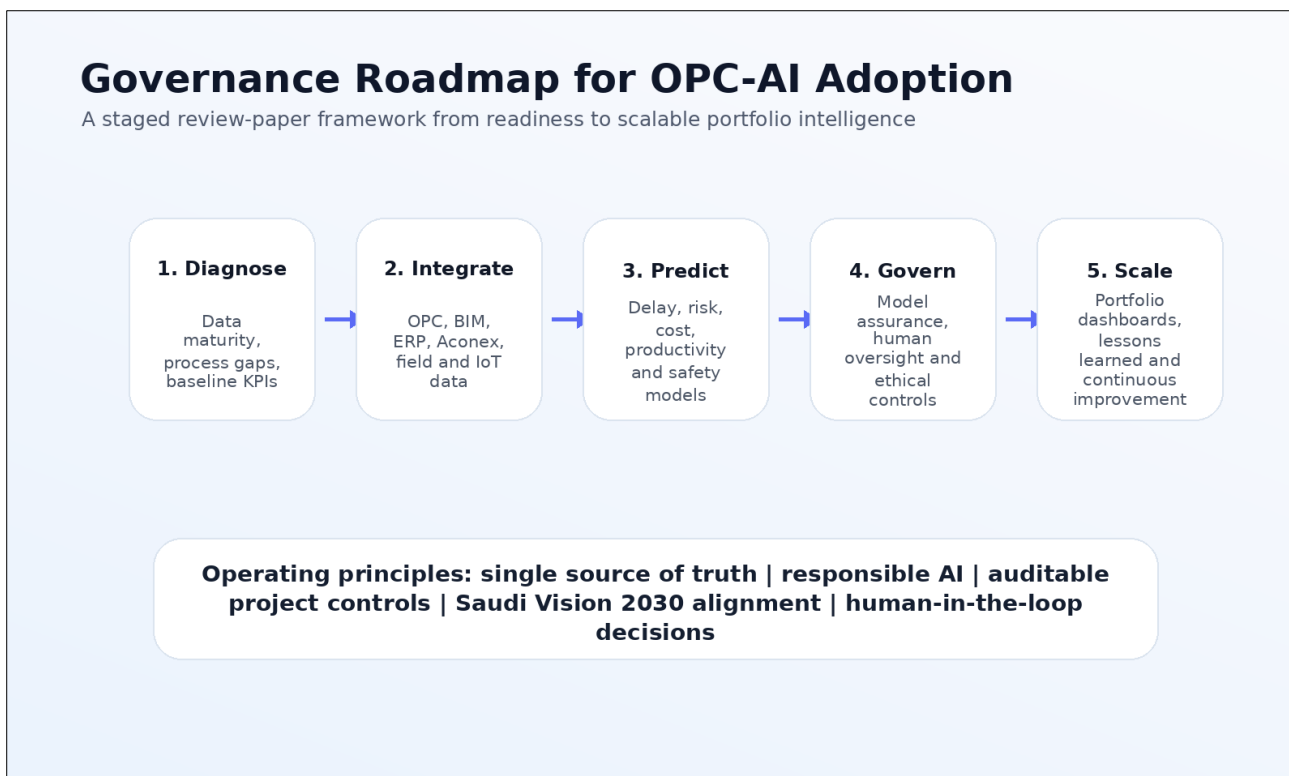 Governance Roadmap for OPC-AI Adoption
A staged review-paper framework from readiness to scalable portfolio intelligence
1. Diagnose
Data
maturity,
process gaps,
baseline KPIs
2. Integrate
OPC, BIM,
ERP, Aconex,
field and IoT
data
3. Predict
Delay, risk,
cost,
productivity
and safety
models
4. Govern
Model
assurance,
human
oversight and
ethical
controls
5. Scale
Portfolio
dashboards,
lessons
learned and
continuous
improvement
Operating principles: single source of truth | responsible AI | auditable
project controls | Saudi Vision 2030 alignment | human-in-the-loop
decisions